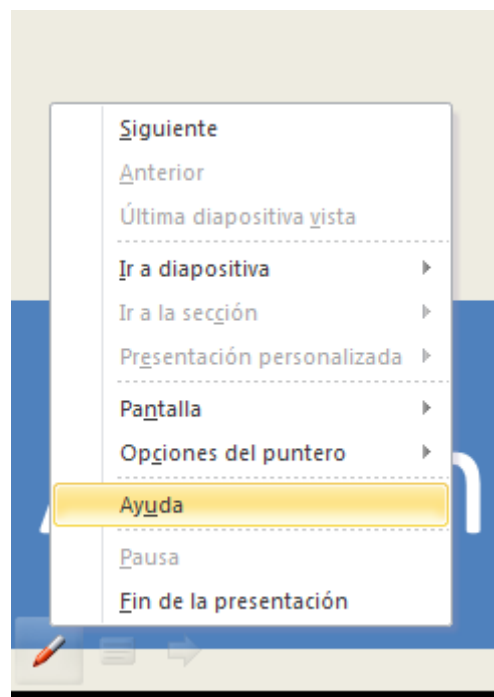 Siguiente
Anterior
Última diapositiva vista
Ir a diapositiva
Ir a la sección
Presentación personalizada
Pantalla
Opciones del puntero
Ayuda
Pausa
Fin de la presentación